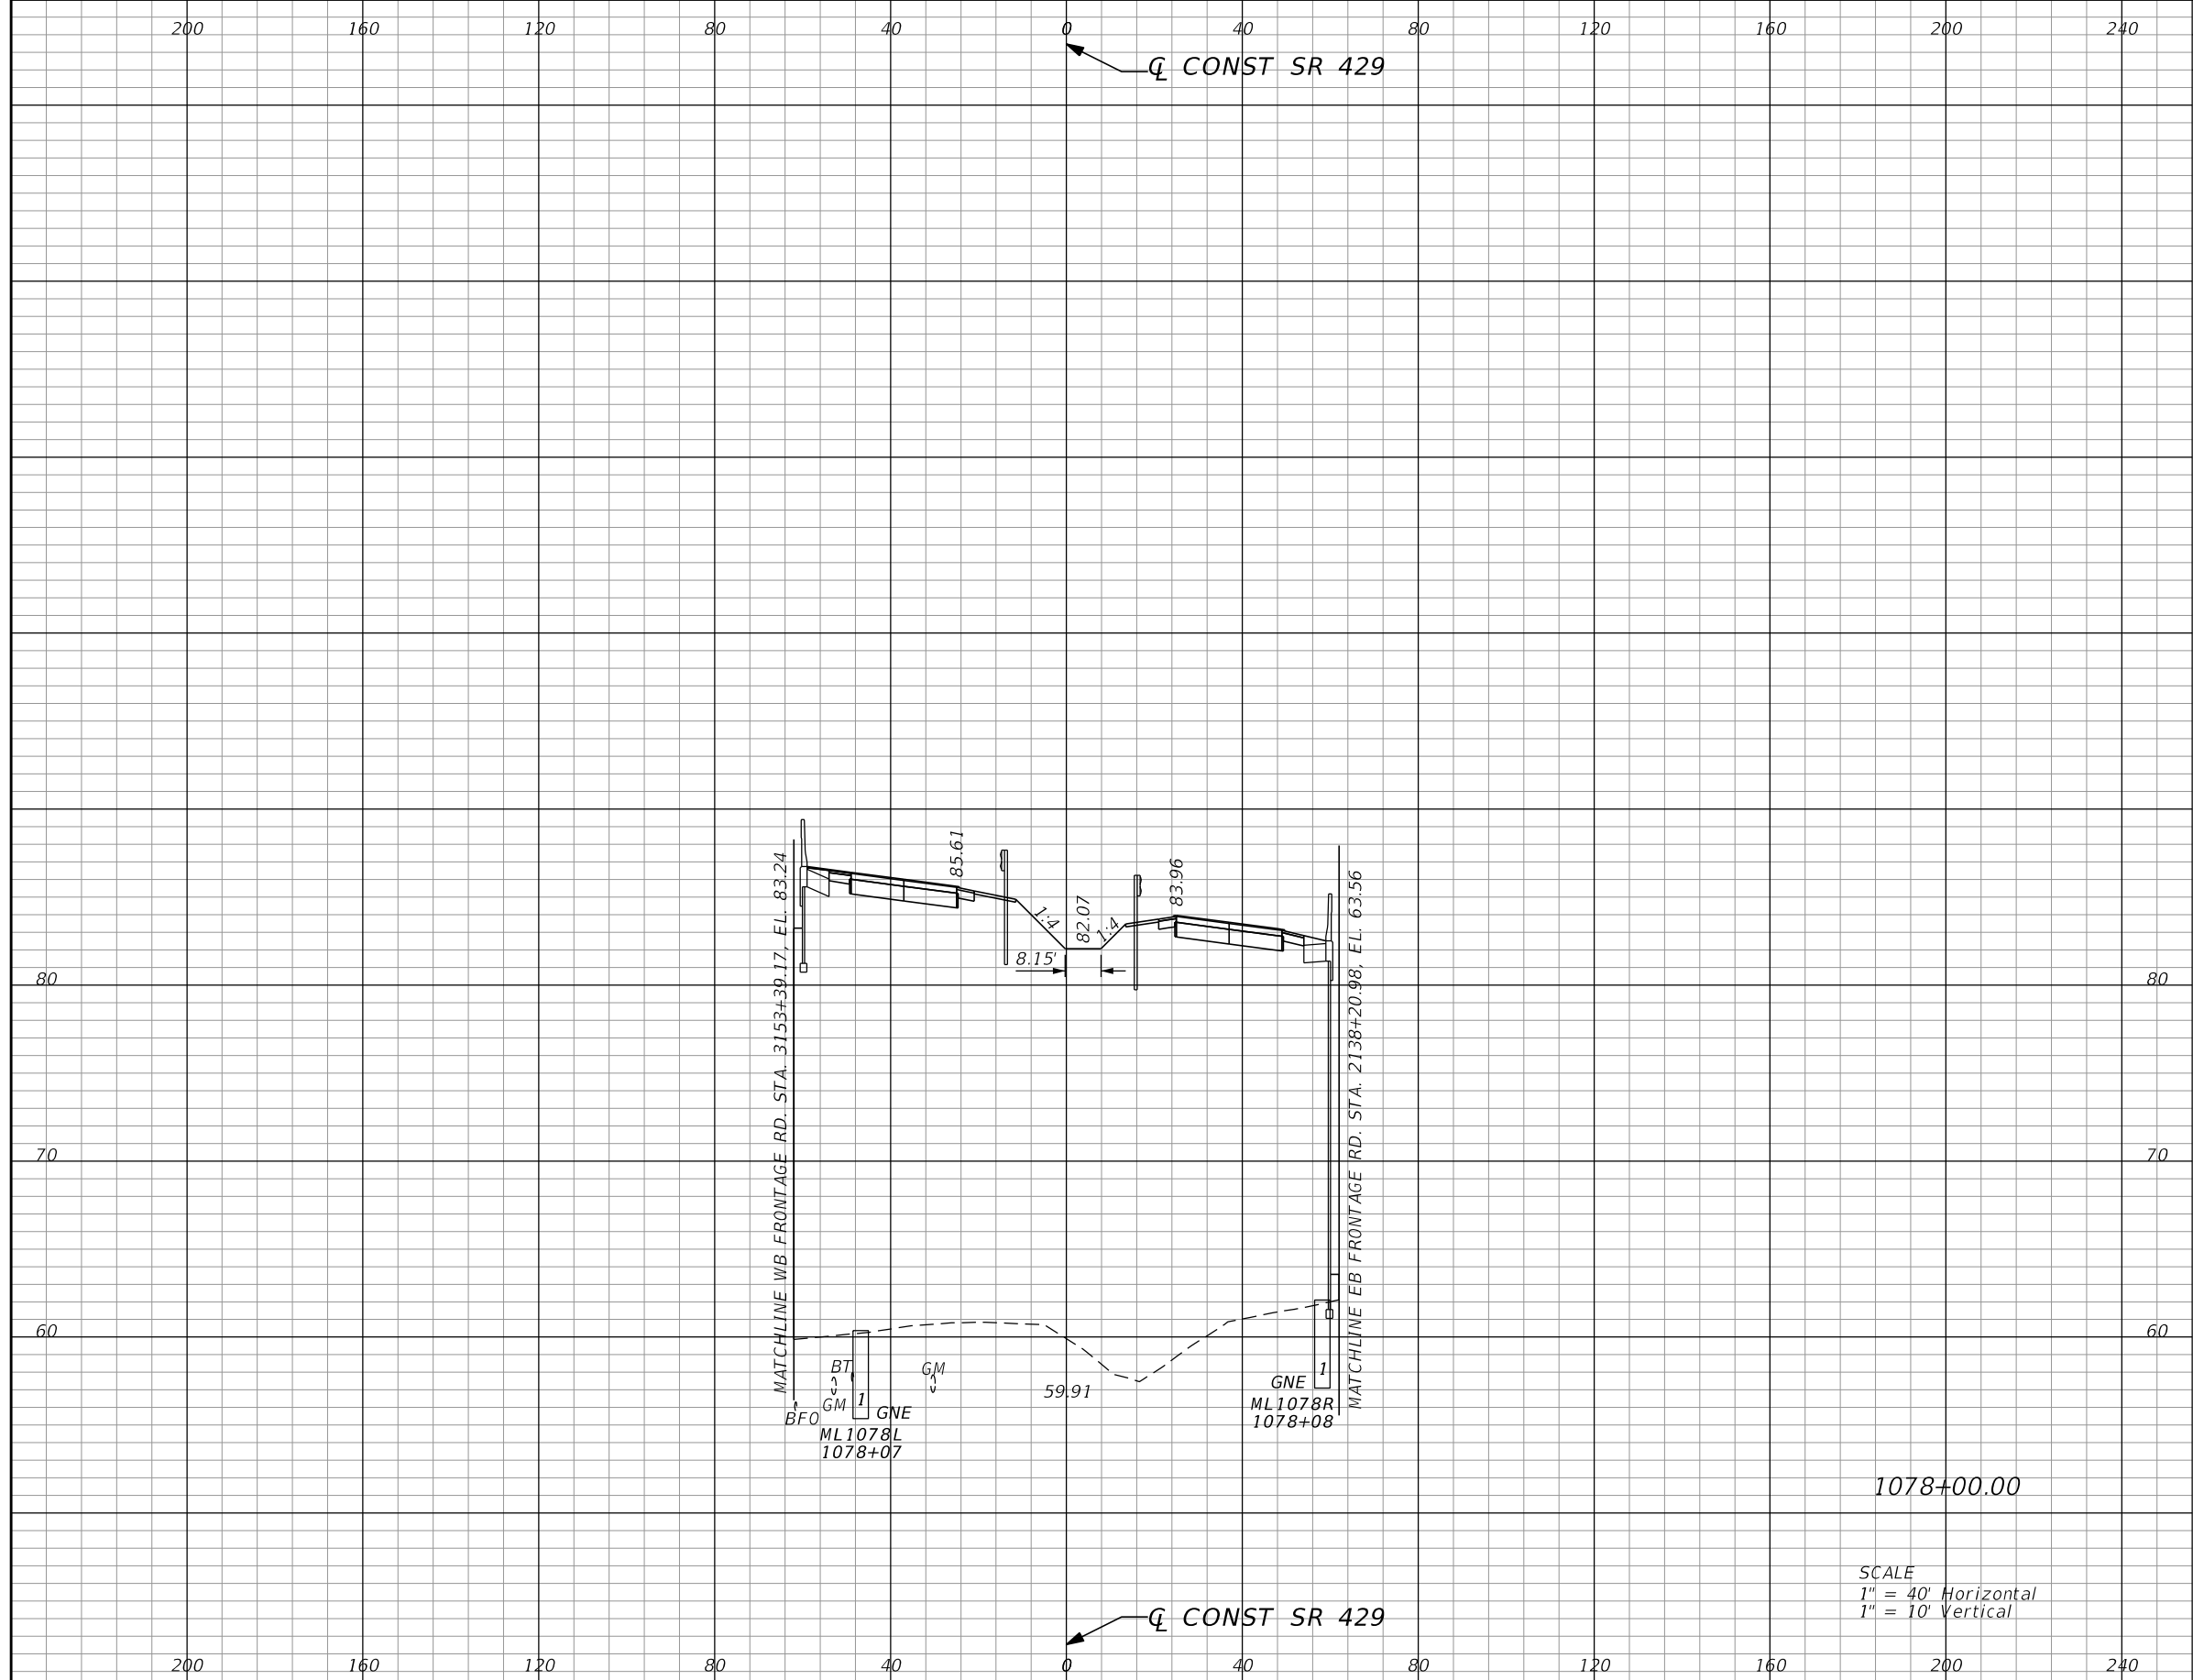 200 160 120 80 40 0 40 80 120 160 200 240
℄ CONST SR 429
MATCHLINE WB FRONTAGE RD. STA. 3153+39.17, EL. 83.24
85.61
1:4
82.07
1:4
83.96
8.15'
MATCHLINE EB FRONTAGE RD. STA. 2138+20.98, EL. 63.56
80 80
70 70
60 60
BT
GM
GM
1
BFO
GNE
ML1078L
1078+07
59.91
1
GNE
ML1078R
1078+08
1078+00.00
SCALE
1" = 40' Horizontal
1" = 10' Vertical
℄ CONST SR 429
200 160 120 80 40 0 40 80 120 160 200 240